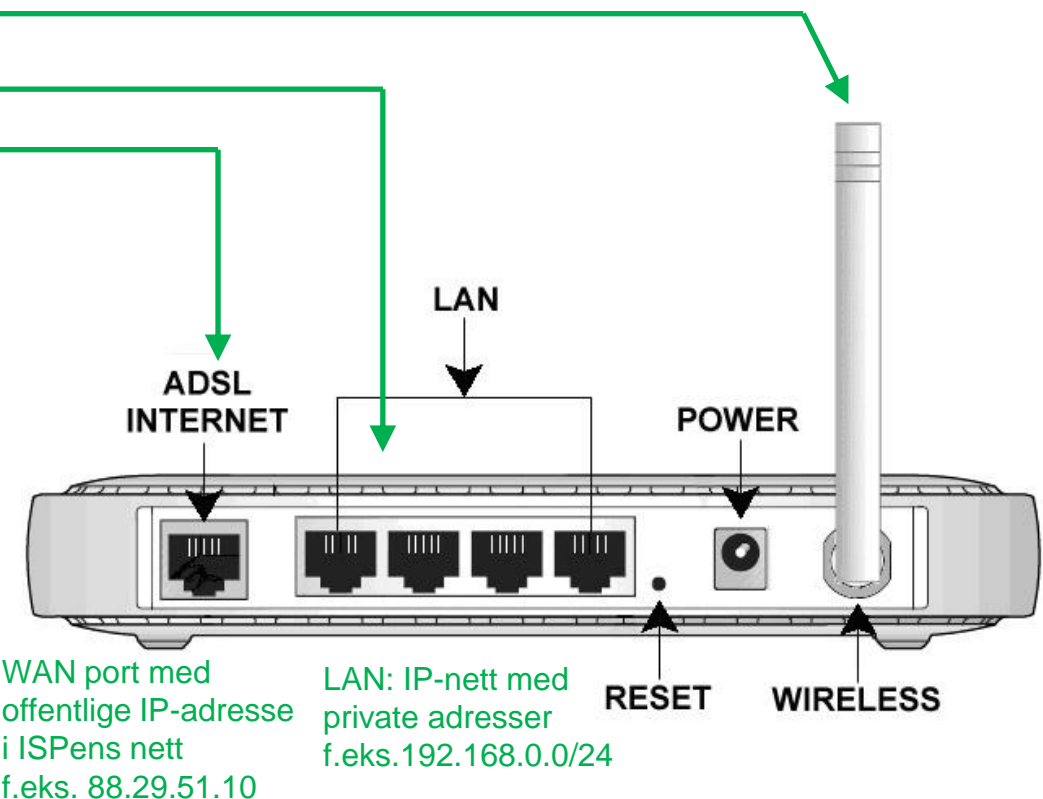 LAN
ADSL
INTERNET
POWER
RESET
WIRELESS
WAN port med
offentlige IP-adresse
i ISPens nett
f.eks. 88.29.51.10
LAN: IP-nett med
private adresser
f.eks.192.168.0.0/24